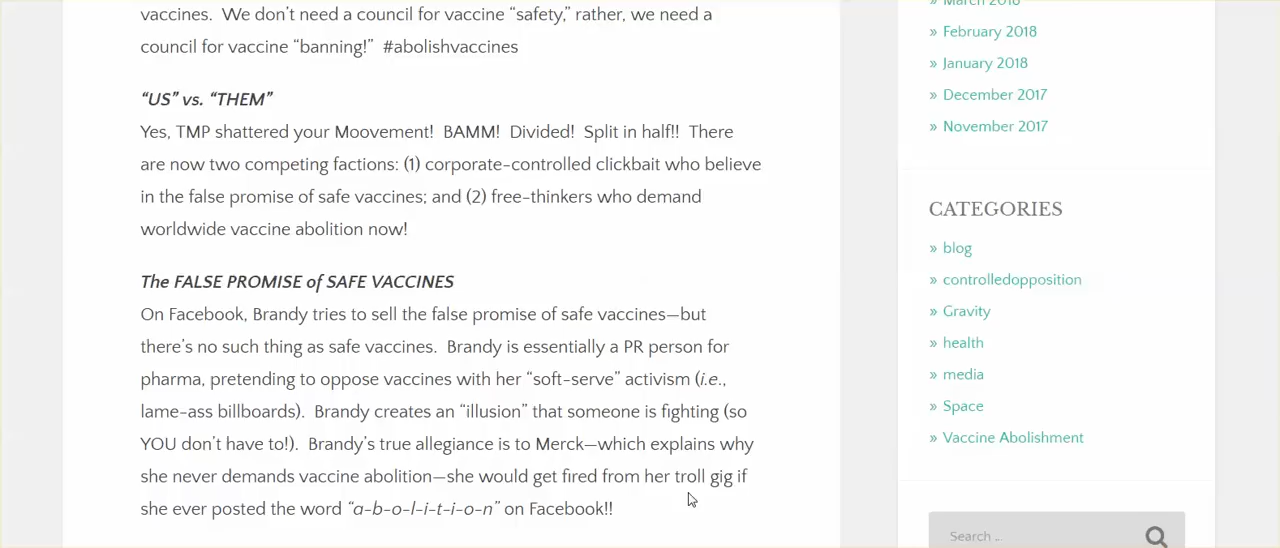 vaccines.  We don’t need a council for vaccine “safety,” rather, we need a
council for vaccine “banning!”  #abolishvaccines
“US” vs. “THEM”
Yes, TMP shattered your Moovement!  BAMM!  Divided!  Split in half!!  There
are now two competing factions: (1) corporate-controlled clickbait who believe
in the false promise of safe vaccines; and (2) free-thinkers who demand
worldwide vaccine abolition now!
The FALSE PROMISE of SAFE VACCINES
On Facebook, Brandy tries to sell the false promise of safe vaccines—but
there’s no such thing as safe vaccines.  Brandy is essentially a PR person for
pharma, pretending to oppose vaccines with her “soft-serve” activism (i.e.,
lame-ass billboards).  Brandy creates an “illusion” that someone is fighting (so
YOU don’t have to!).  Brandy’s true allegiance is to Merck—which explains why
she never demands vaccine abolition—she would get fired from her troll gig if
she ever posted the word “a-b-o-l-i-t-i-o-n” on Facebook!!
» March 2018
» February 2018
» January 2018
» December 2017
» November 2017
CATEGORIES
» blog
» controlledopposition
» Gravity
» health
» media
» Space
» Vaccine Abolishment
Search ...